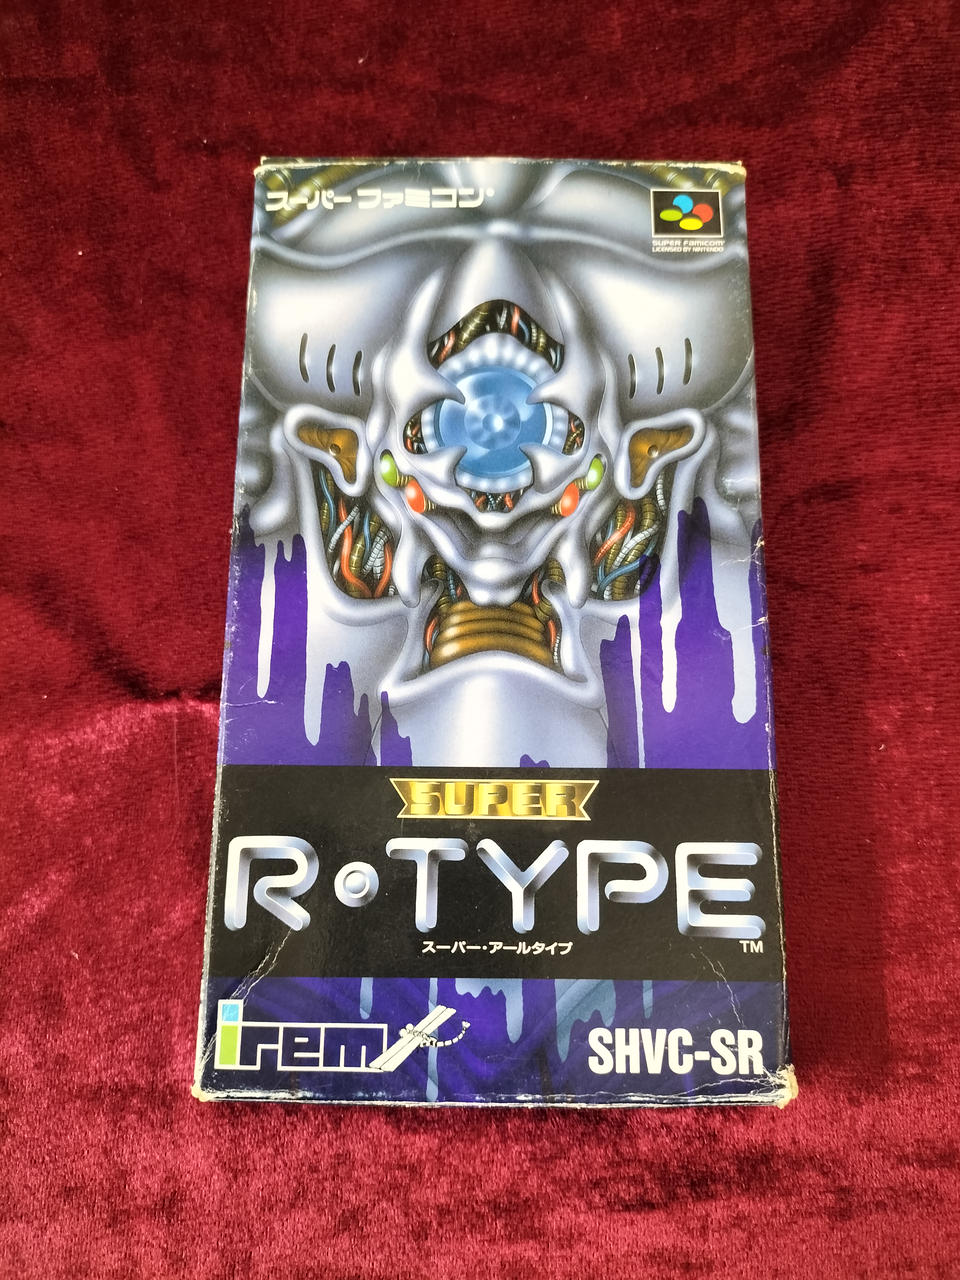 スーパーファミコン®
SUPER FAMICOM®
LICENSED BY NINTENDO
SUPER
R・TYPE
TM
スーパー・アールタイプ
irem
SHVC-SR